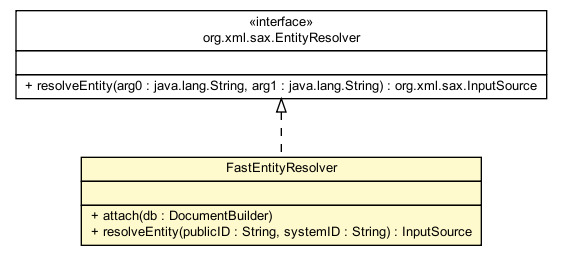 «interface»
org.xml.sax.EntityResolver
+ resolveEntity(arg0 : java.lang.String, arg1 : java.lang.String) : org.xml.sax.InputSource
FastEntityResolver
+ attach(db : DocumentBuilder)
+ resolveEntity(publicID : String, systemID : String) : InputSource